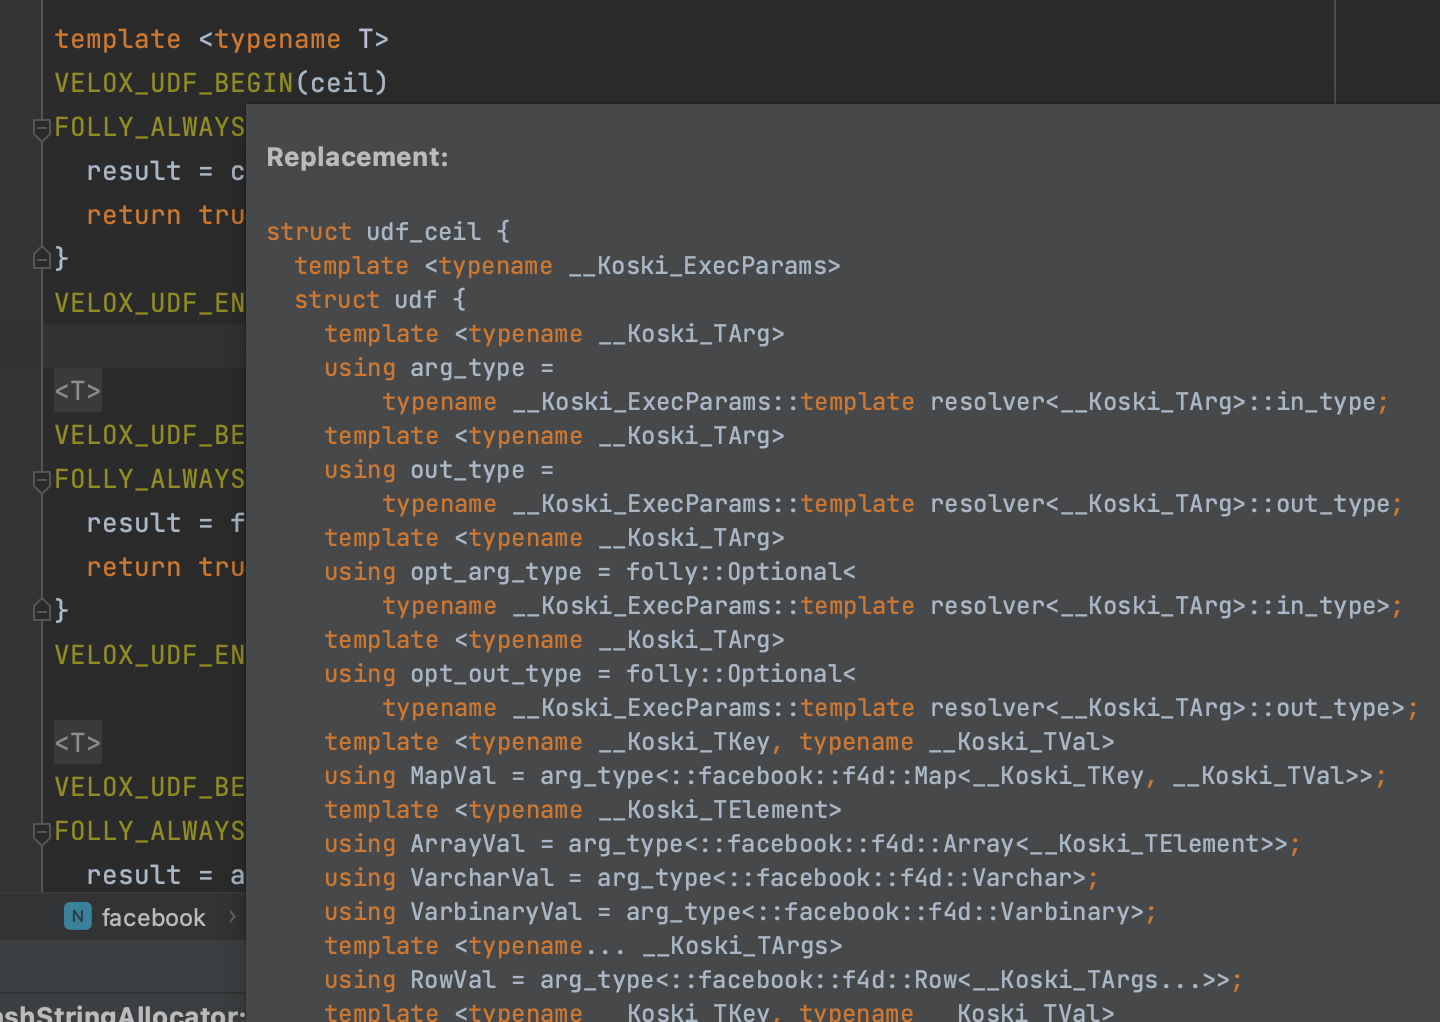 template <typename T>
VELOX_UDF_BEGIN(ceil)
FOLLY_ALWAYS
result = c
return tru
}
VELOX_UDF_EN
<T>
VELOX_UDF_BE
FOLLY_ALWAYS
result = f
return tru
}
VELOX_UDF_EN
<T>
VELOX_UDF_BE
FOLLY_ALWAYS
result = a
N facebook >
shStringAllocator:
Replacement:
struct udf_ceil {
template <typename __Koski_ExecParams>
struct udf {
template <typename __Koski_TArg>
using arg_type =
typename __Koski_ExecParams::template resolver<__Koski_TArg>::in_type;
template <typename __Koski_TArg>
using out_type =
typename __Koski_ExecParams::template resolver<__Koski_TArg>::out_type;
template <typename __Koski_TArg>
using opt_arg_type = folly::Optional<
typename __Koski_ExecParams::template resolver<__Koski_TArg>::in_type>;
template <typename __Koski_TArg>
using opt_out_type = folly::Optional<
typename __Koski_ExecParams::template resolver<__Koski_TArg>::out_type>;
template <typename __Koski_TKey, typename __Koski_TVal>
using MapVal = arg_type<::facebook::f4d::Map<__Koski_TKey, __Koski_TVal>>;
template <typename __Koski_TElement>
using ArrayVal = arg_type<::facebook::f4d::Array<__Koski_TElement>>;
using VarcharVal = arg_type<::facebook::f4d::Varchar>;
using VarbinaryVal = arg_type<::facebook::f4d::Varbinary>;
template <typename... __Koski_TArgs>
using RowVal = arg_type<::facebook::f4d::Row<__Koski_TArgs...>>;
template <typename __Koski_TKey, typename __Koski_TVal>